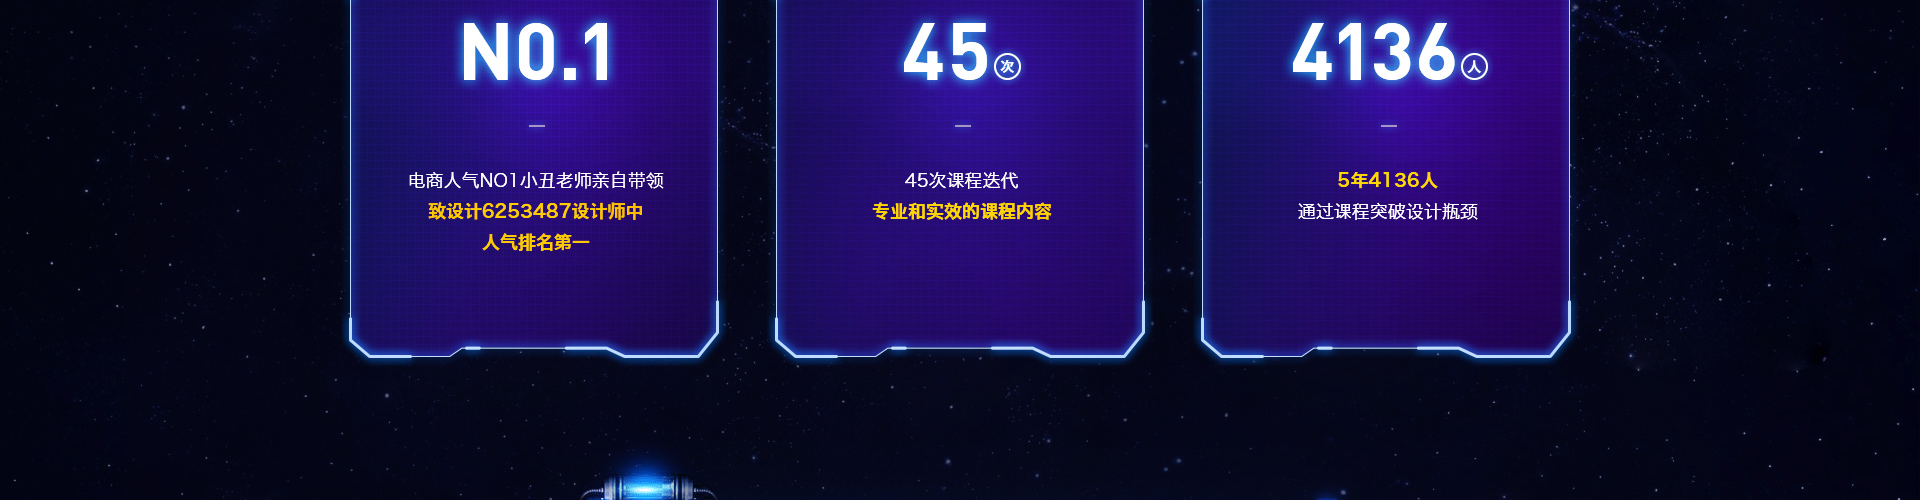 NO.1
电商人气NO1小丑老师亲自带领
致设计6253487设计师中
人气排名第一
45次
45次课程迭代
专业和实效的课程内容
4136人
5年4136人
通过课程突破设计瓶颈